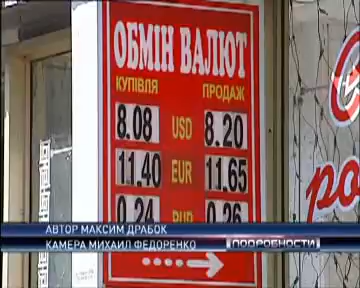 ОБМІН ВАЛЮТ
КУПІВЛЯ ПРОДАЖ
8.08 USD 8.20
11.40 EUR 11.65
0.24 RUR 0.26
АВТОР МАКСИМ ДРАБОК
КАМЕРА МИХАИЛ ФЕДОРЕНКО ПОДРОБНОСТИ